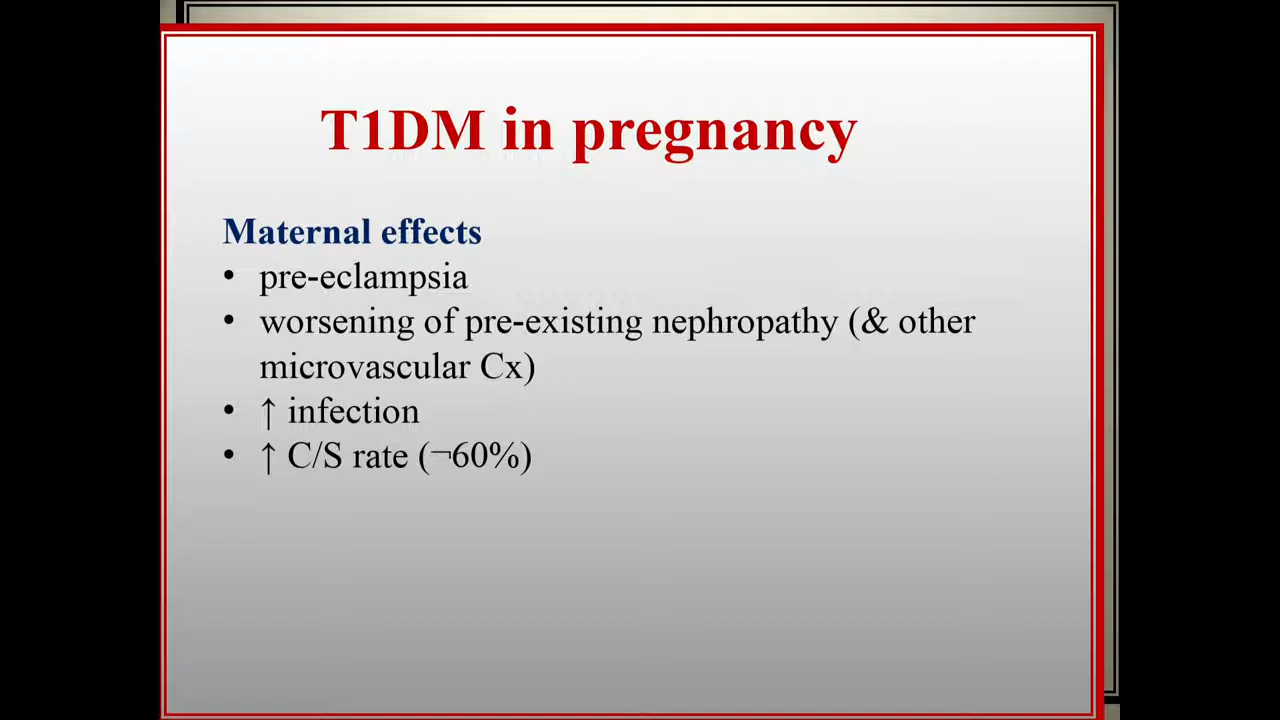 T1DM in pregnancy
Maternal effects
• pre-eclampsia
• worsening of pre-existing nephropathy (& other
microvascular Cx)
• ↑ infection
• ↑ C/S rate (¬60%)